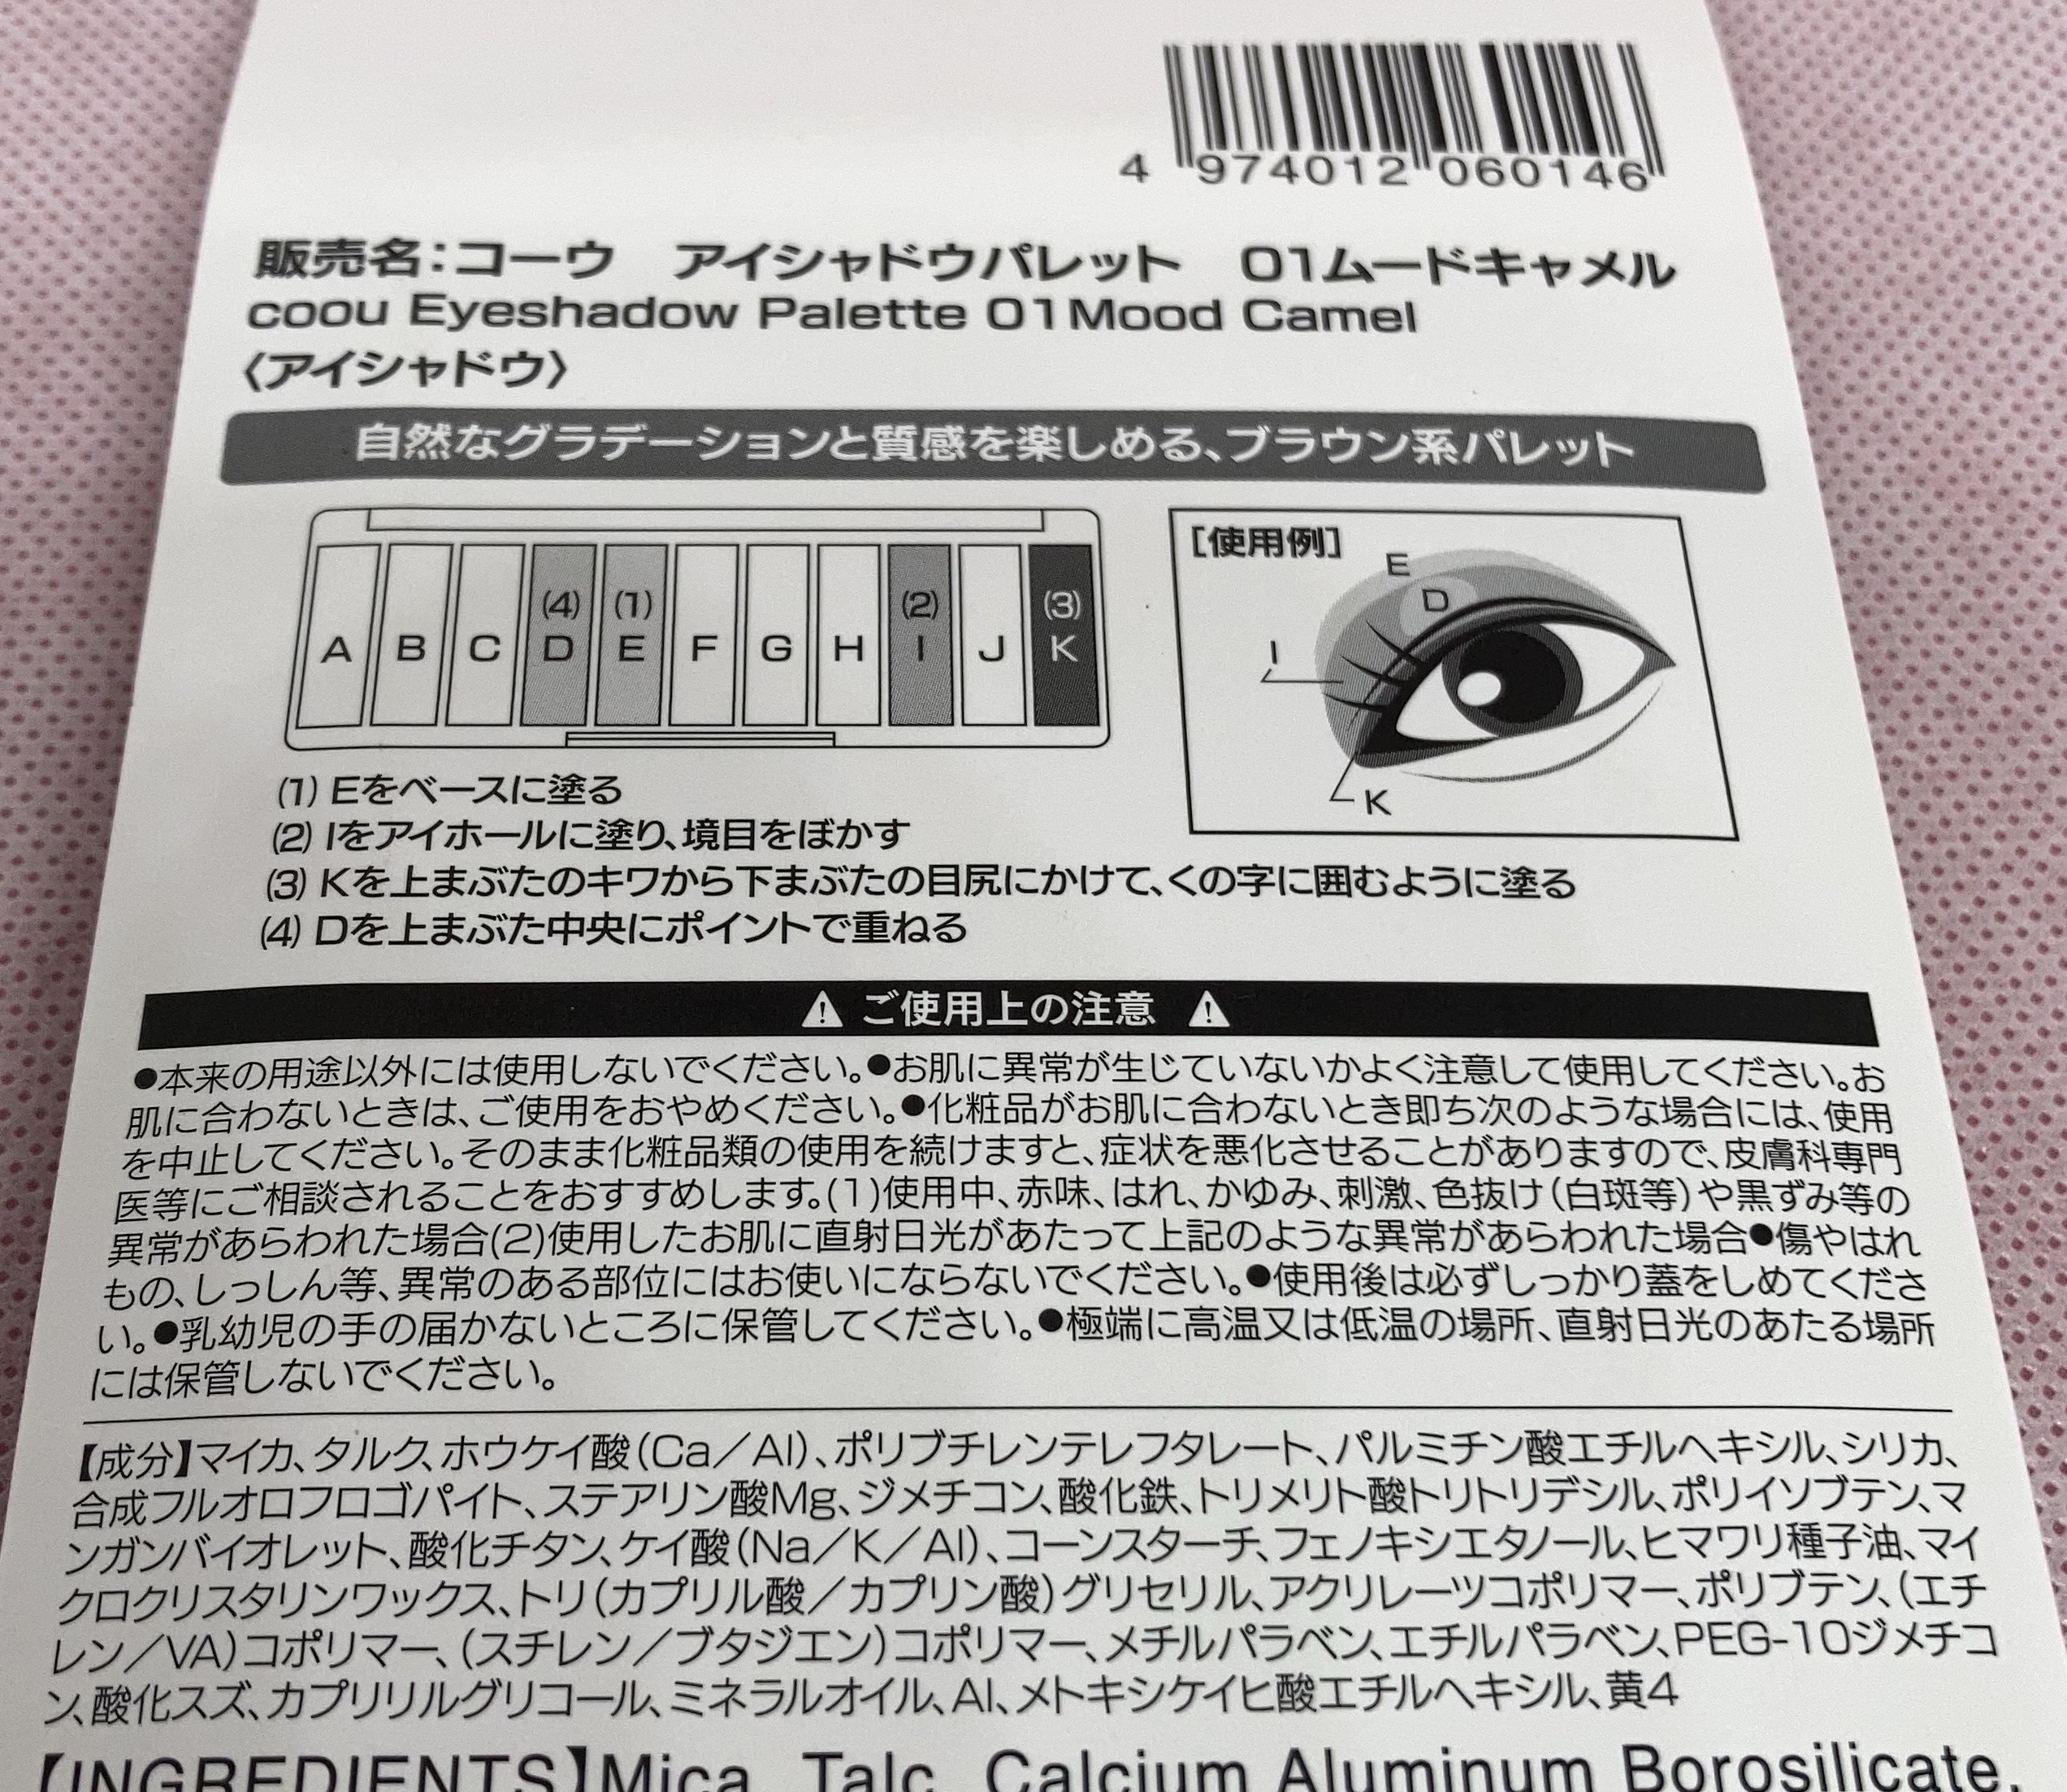 4 974012 060146
販売名：コーウ　アイシャドウパレット　01ムードキャメル
coou Eyeshadow Palette 01Mood Camel
〈アイシャドウ〉
自然なグラデーションと質感を楽しめる、ブラウン系パレット
(4) (1) (2) (3)
A B C D E F G H I J K
[使用例]
E
D
I
K
(1) Eをベースに塗る
(2) Iをアイホールに塗り、境目をぼかす
(3) Kを上まぶたのキワから下まぶたの目尻にかけて、くの字に囲むように塗る
(4) Dを上まぶた中央にポイントで重ねる
⚠ ご使用上の注意 ⚠
●本来の用途以外には使用しないでください。●お肌に異常が生じていないかよく注意して使用してください。お
肌に合わないときは、ご使用をおやめください。●化粧品がお肌に合わないとき即ち次のような場合には、使用
を中止してください。そのまま化粧品類の使用を続けますと、症状を悪化させることがありますので、皮膚科専門
医等にご相談されることをおすすめします。(1)使用中、赤味、はれ、かゆみ、刺激、色抜け（白斑等）や黒ずみ等の
異常があらわれた場合(2)使用したお肌に直射日光があたって上記のような異常があらわれた場合●傷やはれ
もの、しっしん等、異常のある部位にはお使いにならないでください。●使用後は必ずしっかり蓋をしめてくださ
い。●乳幼児の手の届かないところに保管してください。●極端に高温又は低温の場所、直射日光のあたる場所
には保管しないでください。
【成分】マイカ、タルク、ホウケイ酸（Ca／Al）、ポリブチレンテレフタレート、パルミチン酸エチルヘキシル、シリカ、
合成フルオロフロゴパイト、ステアリン酸Mg、ジメチコン、酸化鉄、トリメリト酸トリトリデシル、ポリイソブテン、マ
ンガンバイオレット、酸化チタン、ケイ酸（Na／K／Al）、コーンスターチ、フェノキシエタノール、ヒマワリ種子油、マイ
クロクリスタリンワックス、トリ（カプリル酸／カプリン酸）グリセリル、アクリレーツコポリマー、ポリブテン、（エチ
レン／VA）コポリマー、（スチレン／ブタジエン）コポリマー、メチルパラベン、エチルパラベン、PEG-10ジメチコ
ン、酸化スズ、カプリリルグリコール、ミネラルオイル、Al、メトキシケイヒ酸エチルヘキシル、黄4
【INGREDIENTS】Mica, Talc, Calcium Aluminum Borosilicate,